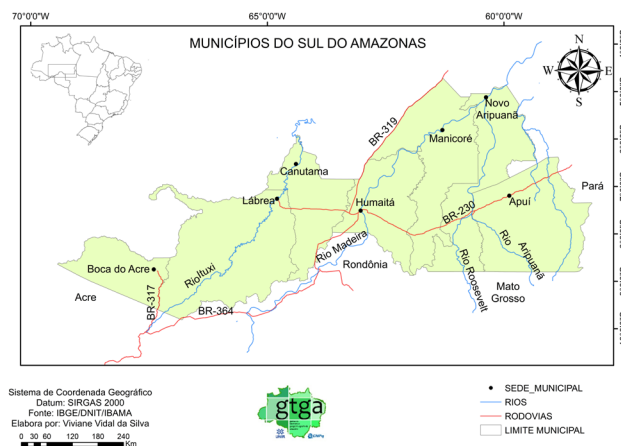 70°0'0"W
65°0'0"W
60°0'0"W
MUNICÍPIOS DO SUL DO AMAZONAS
N
W
E
S
BR-319
Novo
Aripuanã
Manicoré
Canutama
Lábrea
Humaitá
Pará
Apuí
BR-230
Rio Madeira
Rondônia
Rio
Aripuanã
Rio Roosevelt
Mato
Grosso
Boca do Acre
RioItuxi
Acre
BR-317
BR-364
Sistema de Coordenada Geográfico
Datum: SIRGAS 2000
Fonte: IBGE/DNIT/IBAMA
Elabora por: Viviane Vidal da Silva
0 30 60 120 180 240
Km
gtga
SEDE_MUNICIPAL
RIOS
RODOVIAS
LIMITE MUNICIPAL